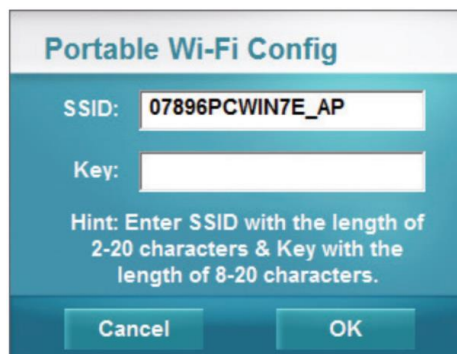 Portable Wi-Fi Config
SSID: 07896PCWIN7E_AP
Key:
Hint: Enter SSID with the length of
2-20 characters & Key with the
length of 8-20 characters.
Cancel OK